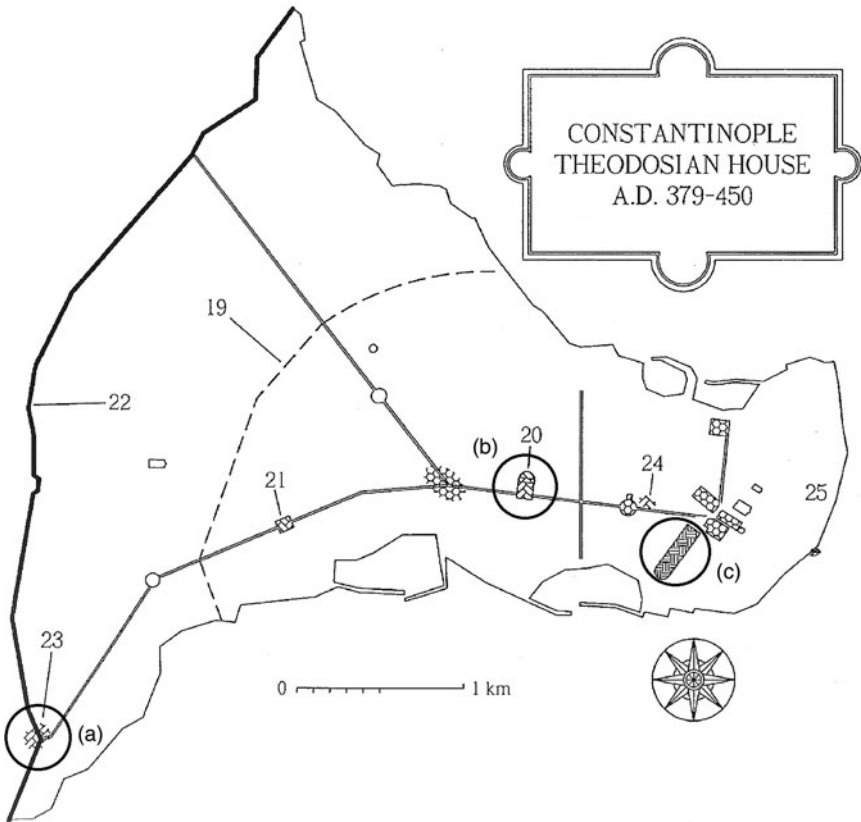 CONSTANTINOPLE
THEODOSIAN HOUSE
A.D. 379-450
19
22
(b)
20
21
24
25
(c)
23
(a)
0
1 km